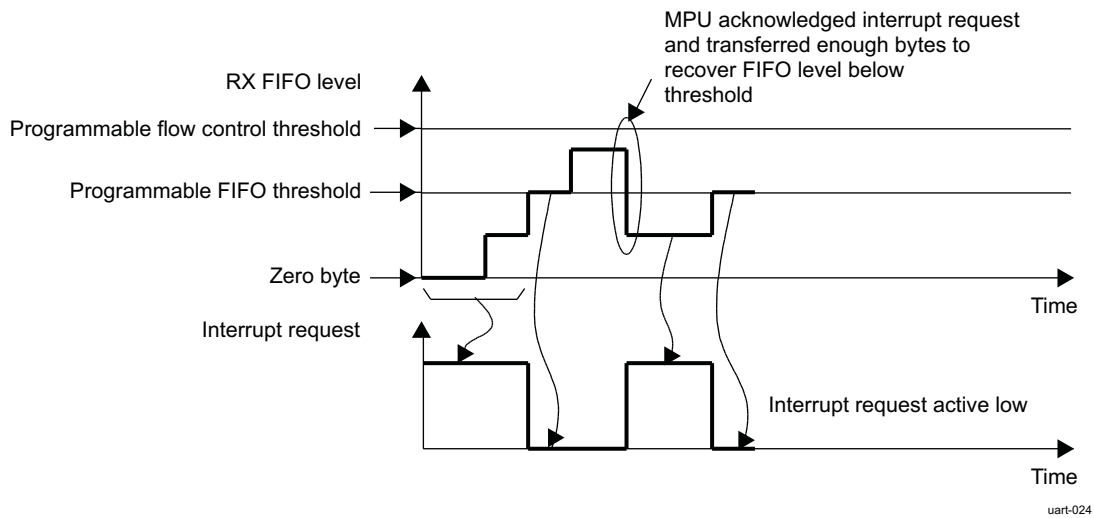 MPU acknowledged interrupt request
and transferred enough bytes to
recover FIFO level below
threshold
RX FIFO level
Programmable flow control threshold
Programmable FIFO threshold
Zero byte
Time
Interrupt request
Interrupt request active low
Time
uart-024